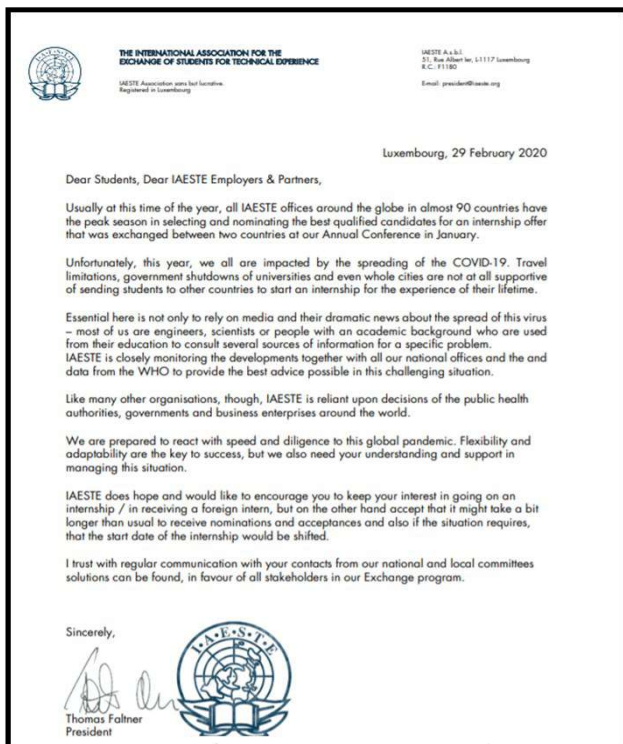 THE INTERNATIONAL ASSOCIATION FOR THE
EXCHANGE OF STUDENTS FOR TECHNICAL EXPERIENCE
IAESTE Association sans but lucrative.
Registered in Luxembourg
IAESTE A.s.b.l.
51, Rue Albert Ier, L-1117 Luxembourg
R.C.: F1180
Email: president@iaeste.org
Luxembourg, 29 February 2020
Dear Students, Dear IAESTE Employers & Partners,
Usually at this time of the year, all IAESTE offices around the globe in almost 90 countries have
the peak season in selecting and nominating the best qualified candidates for an internship offer
that was exchanged between two countries at our Annual Conference in January.
Unfortunately, this year, we all are impacted by the spreading of the COVID-19. Travel
limitations, government shutdowns of universities and even whole cities are not at all supportive
of sending students to other countries to start an internship for the experience of their lifetime.
Essential here is not only to rely on media and their dramatic news about the spread of this virus
– most of us are engineers, scientists or people with an academic background who are used
from their education to consult several sources of information for a specific problem.
IAESTE is closely monitoring the developments together with all our national offices and the and
data from the WHO to provide the best advice possible in this challenging situation.
Like many other organisations, though, IAESTE is reliant upon decisions of the public health
authorities, governments and business enterprises around the world.
We are prepared to react with speed and diligence to this global pandemic. Flexibility and
adaptability are the key to success, but we also need your understanding and support in
managing this situation.
IAESTE does hope and would like to encourage you to keep your interest in going on an
internship / in receiving a foreign intern, but on the other hand accept that it might take a bit
longer than usual to receive nominations and acceptances and also if the situation requires,
that the start date of the internship would be shifted.
I trust with regular communication with your contacts from our national and local committees
solutions can be found, in favour of all stakeholders in our Exchange program.
Sincerely,
I•A•E•S•T•E
Thomas Faltner
President